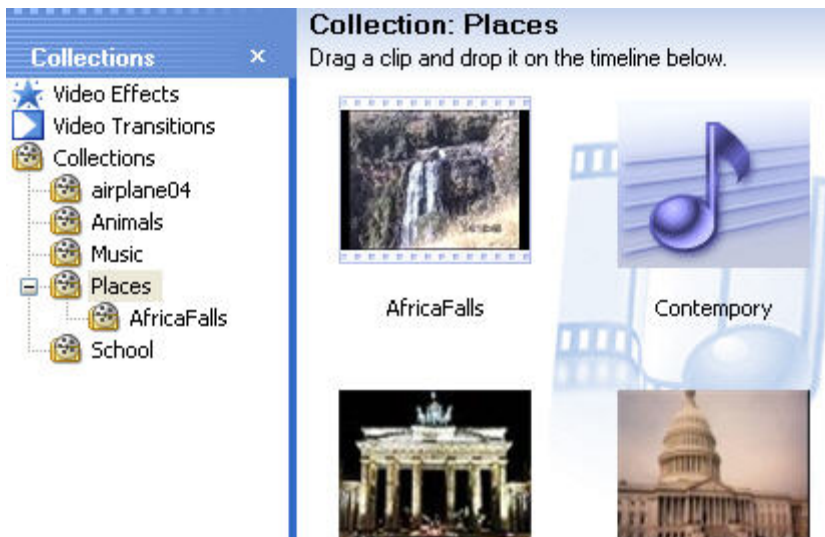 Collections
Video Effects
Video Transitions
Collections
airplane04
Animals
Music
Places
AfricaFalls
School
Collection: Places
Drag a clip and drop it on the timeline below.
AfricaFalls
Contempory